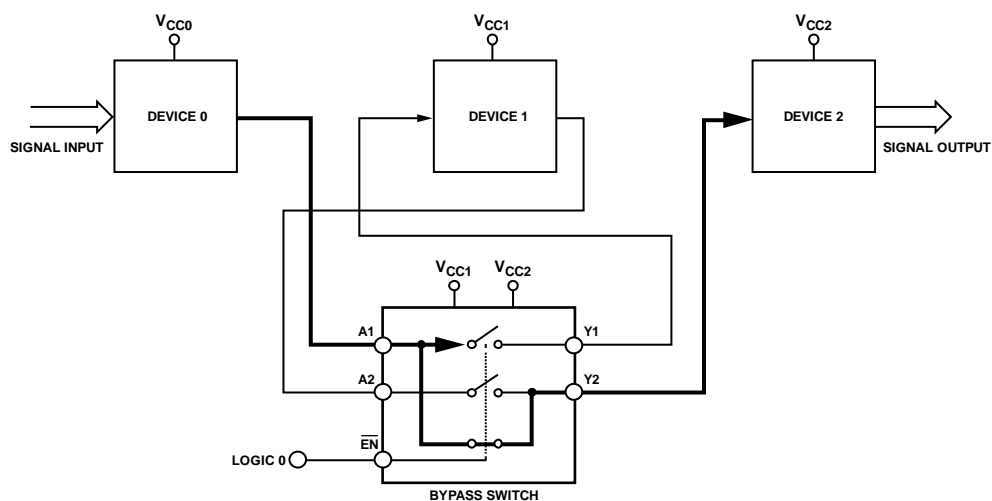 VCC0
VCC1
VCC2
DEVICE 0
DEVICE 1
DEVICE 2
SIGNAL INPUT
SIGNAL OUTPUT
VCC1
VCC2
A1
Y1
A2
Y2
EN
LOGIC 0
BYPASS SWITCH